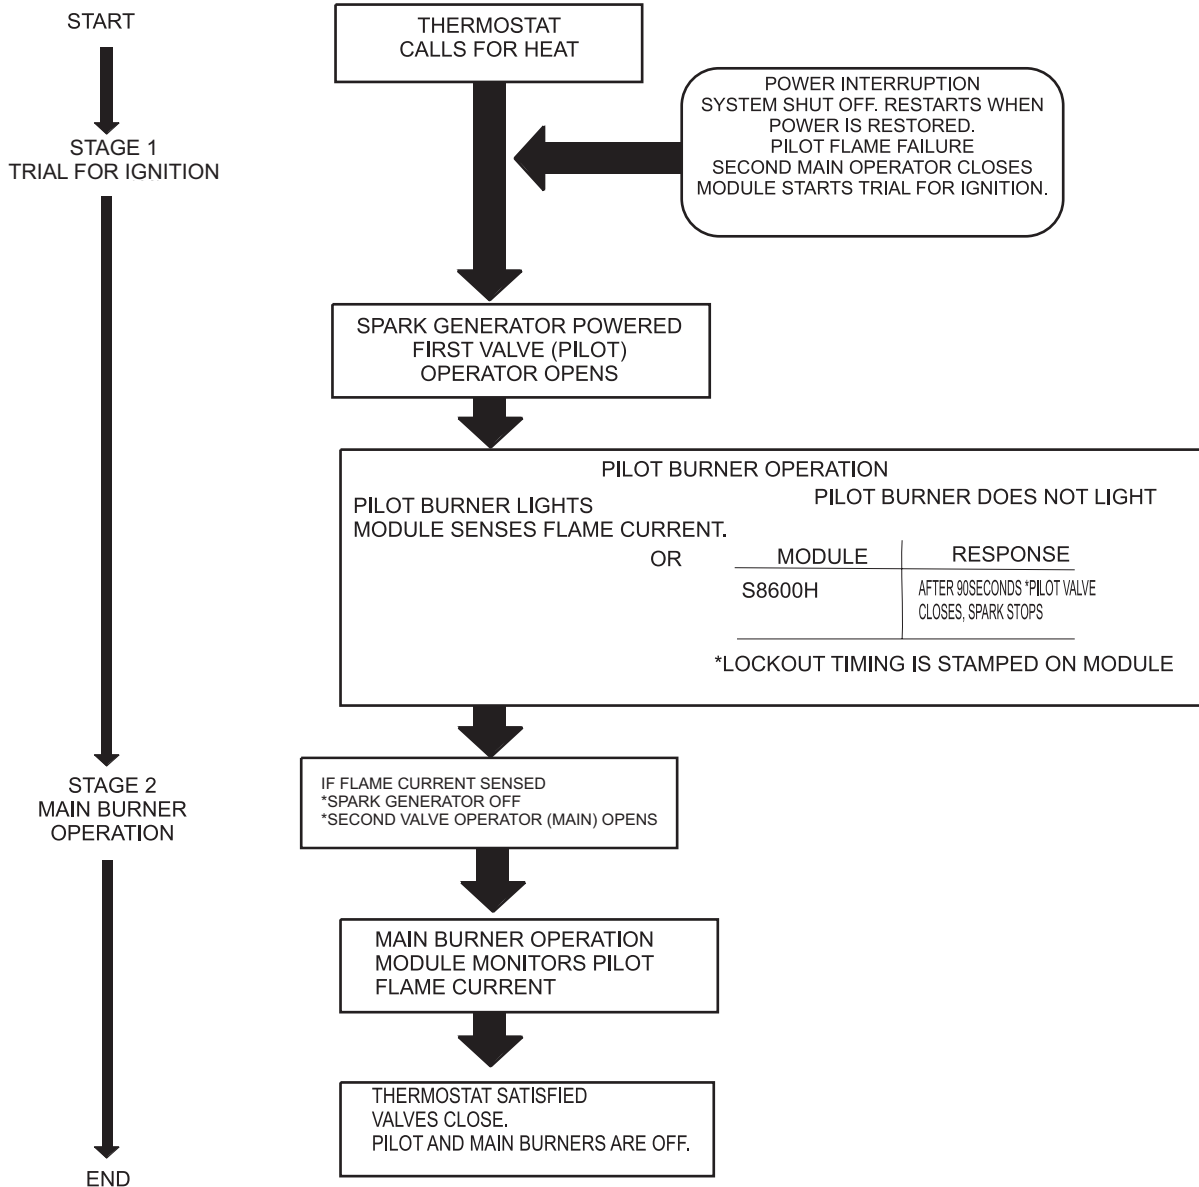 START
STAGE 1
TRIAL FOR IGNITION
STAGE 2
MAIN BURNER
OPERATION
END
THERMOSTAT
CALLS FOR HEAT
POWER INTERRUPTION
SYSTEM SHUT OFF. RESTARTS WHEN
POWER IS RESTORED.
PILOT FLAME FAILURE
SECOND MAIN OPERATOR CLOSES
MODULE STARTS TRIAL FOR IGNITION.
SPARK GENERATOR POWERED
FIRST VALVE (PILOT)
OPERATOR OPENS
PILOT BURNER OPERATION
PILOT BURNER LIGHTS
MODULE SENSES FLAME CURRENT.
OR
PILOT BURNER DOES NOT LIGHT
MODULE RESPONSE
S8600H AFTER 90SECONDS *PILOT VALVE
CLOSES, SPARK STOPS
*LOCKOUT TIMING IS STAMPED ON MODULE
IF FLAME CURRENT SENSED
*SPARK GENERATOR OFF
*SECOND VALVE OPERATOR (MAIN) OPENS
MAIN BURNER OPERATION
MODULE MONITORS PILOT
FLAME CURRENT
THERMOSTAT SATISFIED
VALVES CLOSE.
PILOT AND MAIN BURNERS ARE OFF.